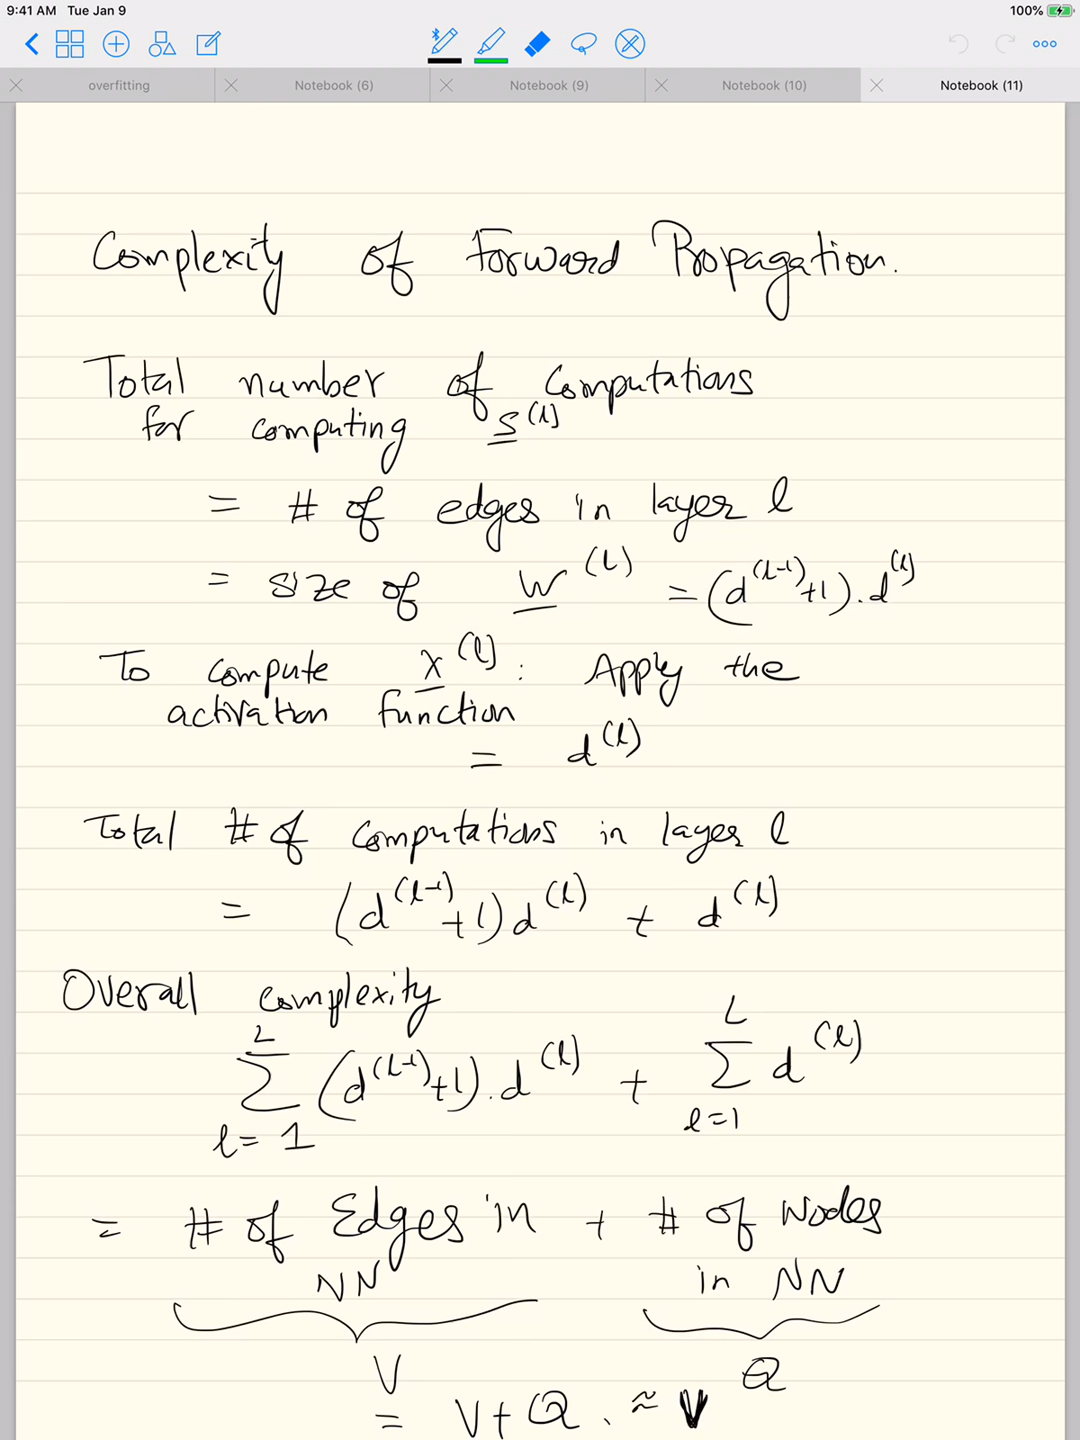 9:41 AM Tue Jan 9 100%
overfitting Notebook (6) Notebook (9) Notebook (10) Notebook (11)
Complexity of Forward Propagation.
Total number of Computations
for computing s^(l)
= # of edges in layer l
= size of W^(l) = (d^(l-1)+1).d^(l)
To compute x^(l) : Apply the
activation function
= d^(l)
Total # of Computations in layer l
= (d^(l-1)+1)d^(l) + d^(l)
Overall complexity
L ∑ l=1 (d^(l-1)+1).d^(l) + L ∑ l=1 d^(l)
= # of Edges in + # of Nodes
NN in NN
V Q
= V+Q. ≈ V